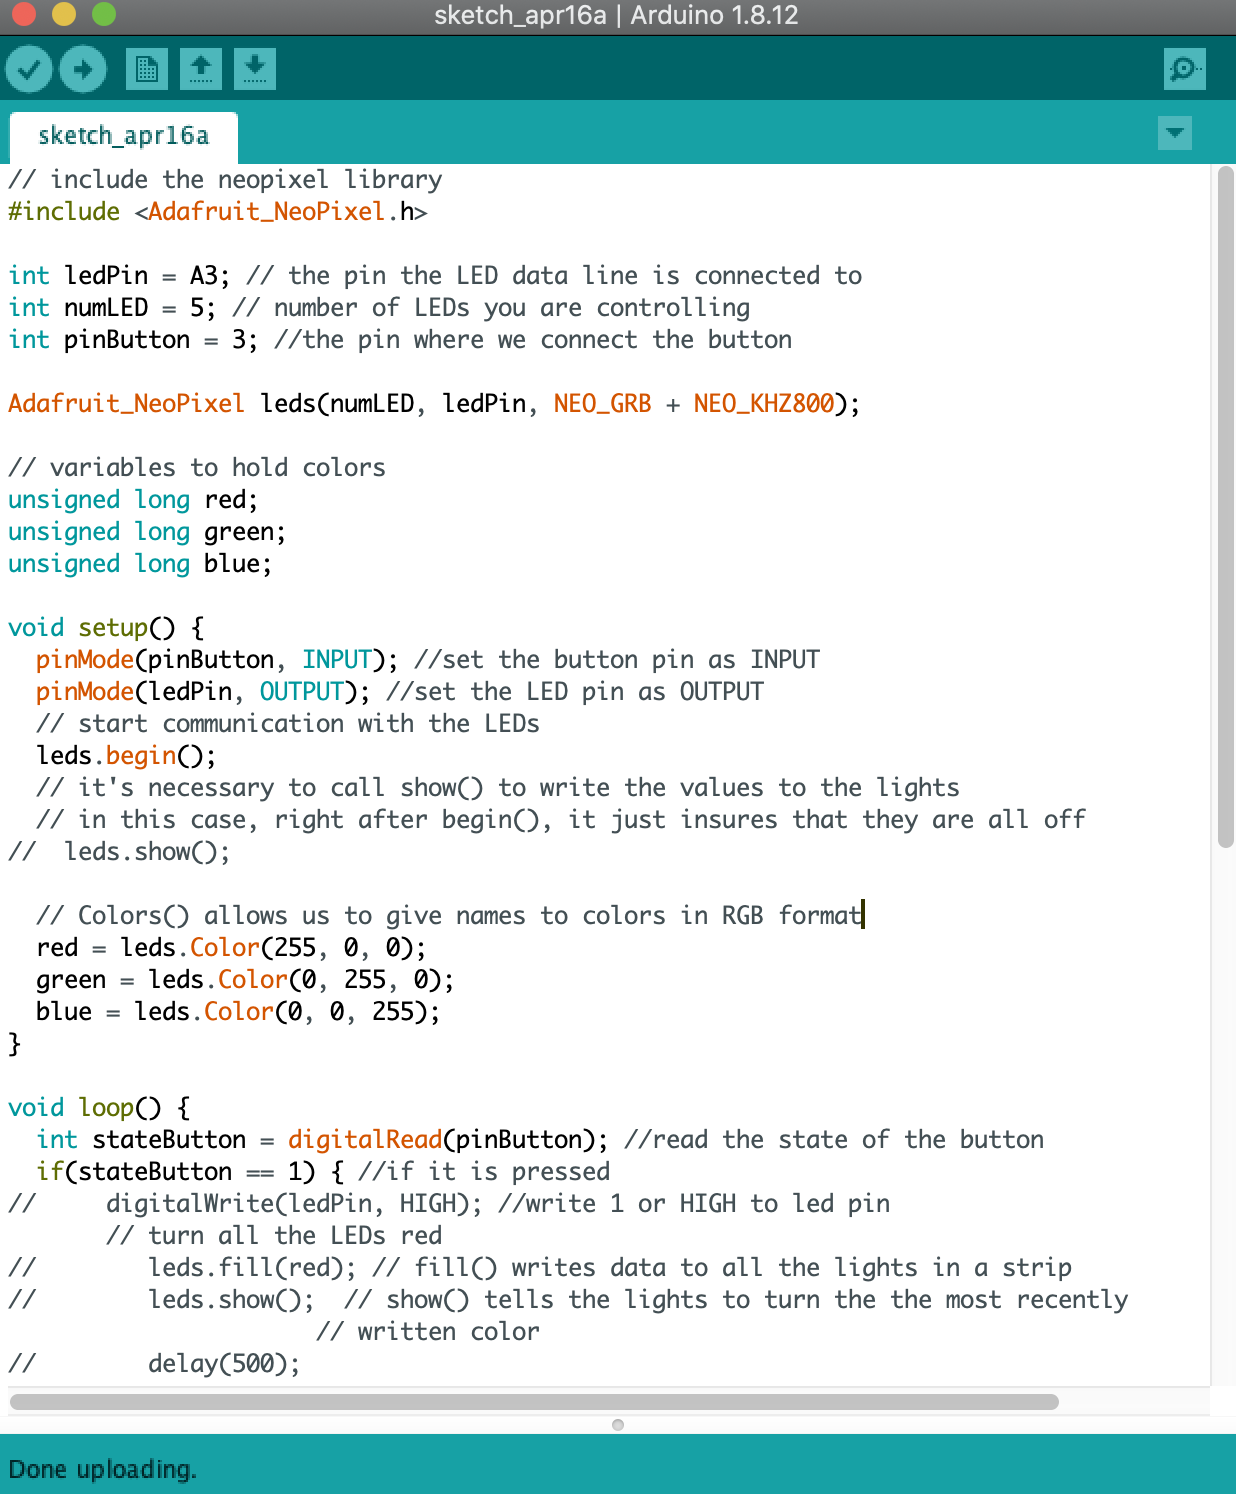 sketch_apr16a | Arduino 1.8.12
sketch_apr16a
// include the neopixel library
#include <Adafruit_NeoPixel.h>
int ledPin = A3; // the pin the LED data line is connected to
int numLED = 5; // number of LEDs you are controlling
int pinButton = 3; //the pin where we connect the button
Adafruit_NeoPixel leds(numLED, ledPin, NEO_GRB + NEO_KHZ800);
// variables to hold colors
unsigned long red;
unsigned long green;
unsigned long blue;
void setup() {
  pinMode(pinButton, INPUT); //set the button pin as INPUT
  pinMode(ledPin, OUTPUT); //set the LED pin as OUTPUT
  // start communication with the LEDs
  leds.begin();
  // it's necessary to call show() to write the values to the lights
  // in this case, right after begin(), it just insures that they are all off
//  leds.show();
  // Colors() allows us to give names to colors in RGB format
  red = leds.Color(255, 0, 0);
  green = leds.Color(0, 255, 0);
  blue = leds.Color(0, 0, 255);
}
void loop() {
  int stateButton = digitalRead(pinButton); //read the state of the button
  if(stateButton == 1) { //if it is pressed
//     digitalWrite(ledPin, HIGH); //write 1 or HIGH to led pin
       // turn all the LEDs red
//        leds.fill(red); // fill() writes data to all the lights in a strip
//        leds.show();  // show() tells the lights to turn the the most recently
                      // written color
//        delay(500);
Done uploading.